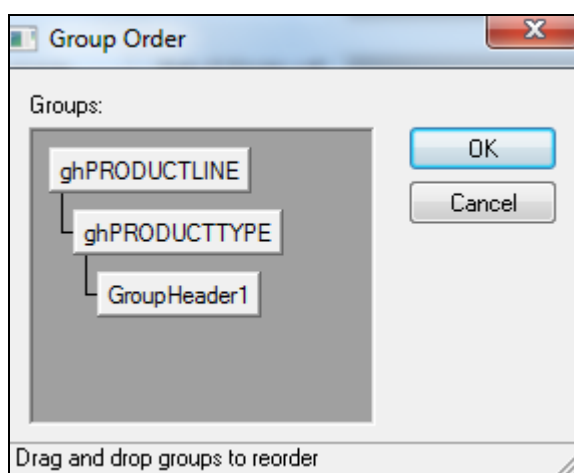 Group Order
Groups:
ghPRODUCTLINE
OK
ghPRODUCTTYPE
Cancel
GroupHeader1
Drag and drop groups to reorder